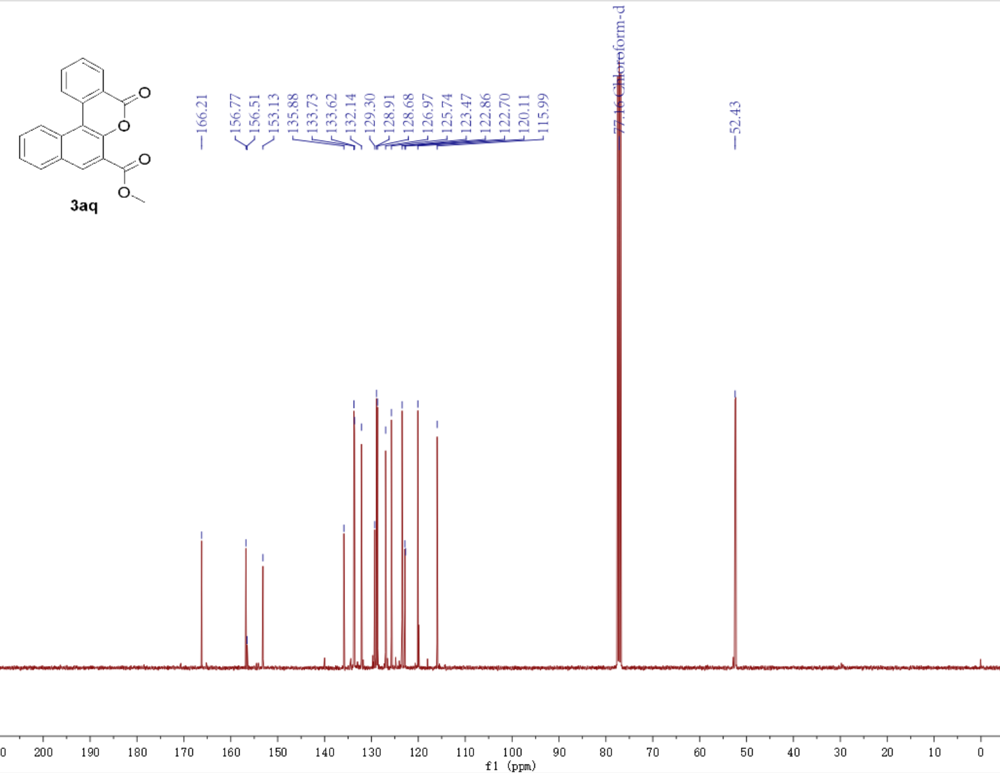 O
O
O
O
3aq
166.21
156.77
156.51
153.13
135.88
133.73
133.62
132.14
129.30
128.91
128.68
126.97
125.74
123.47
122.86
122.70
120.11
115.99
77.16 Chloroform-d
52.43
0 200 190 180 170 160 150 140 130 120 110 100 90 80 70 60 50 40 30 20 10 0
f1 (ppm)